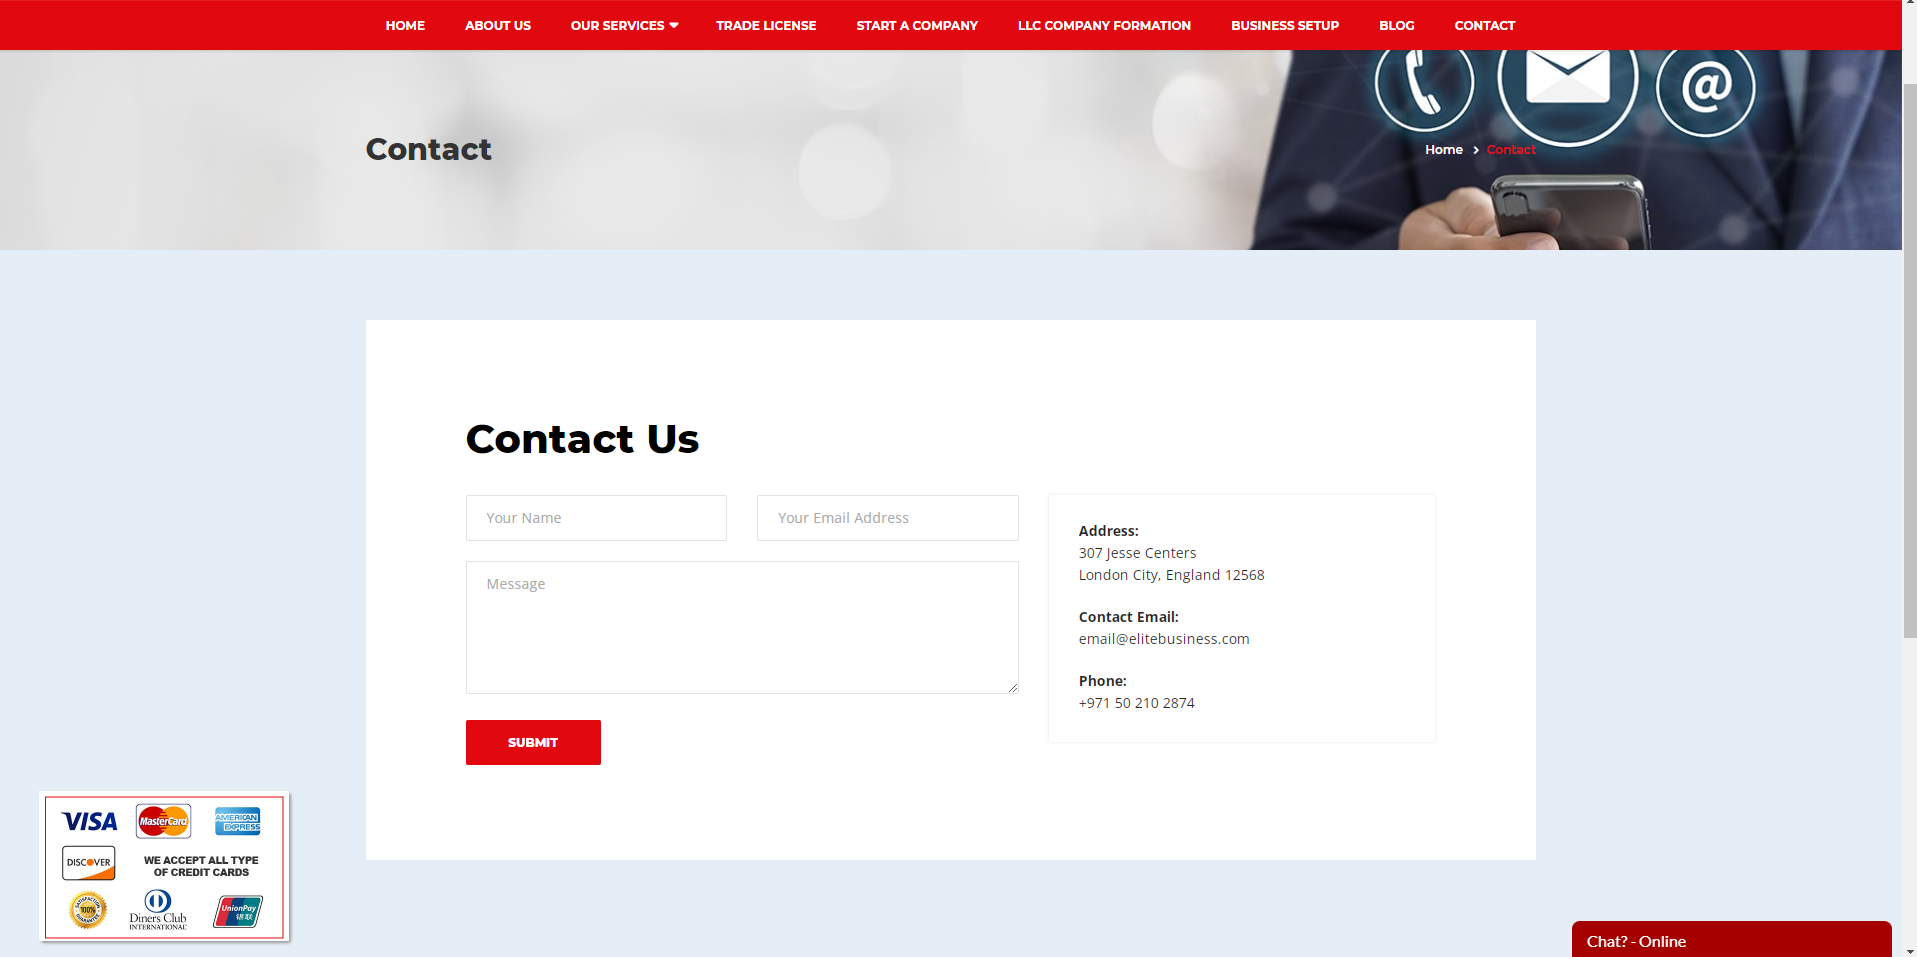 HOME ABOUT US OUR SERVICES TRADE LICENSE START A COMPANY LLC COMPANY FORMATION BUSINESS SETUP BLOG CONTACT
@
Contact
Home > Contact
Contact Us
Your Name
Your Email Address
Message
SUBMIT
Address:
307 Jesse Centers
London City, England 12568
Contact Email:
email@elitebusiness.com
Phone:
+971 50 210 2874
VISA
MasterCard
AMERICAN EXPRESS
DISCOVER
WE ACCEPT ALL TYPE
OF CREDIT CARDS
SATISFACTION
100%
GUARANTEE
Diners Club
INTERNATIONAL
UnionPay
银联
Chat? - Online